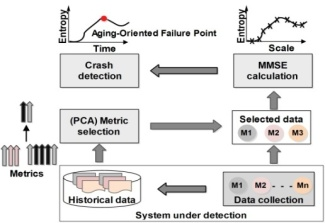 Entropy
Aging-Oriented Failure Point
Time
Entropy
Scale
Crash
detection
MMSE
calculation
(PCA) Metric
selection
Selected data
M1 M2 M3
Metrics
Historical data
M1 M2 - - - Mn
Data collection
System under detection